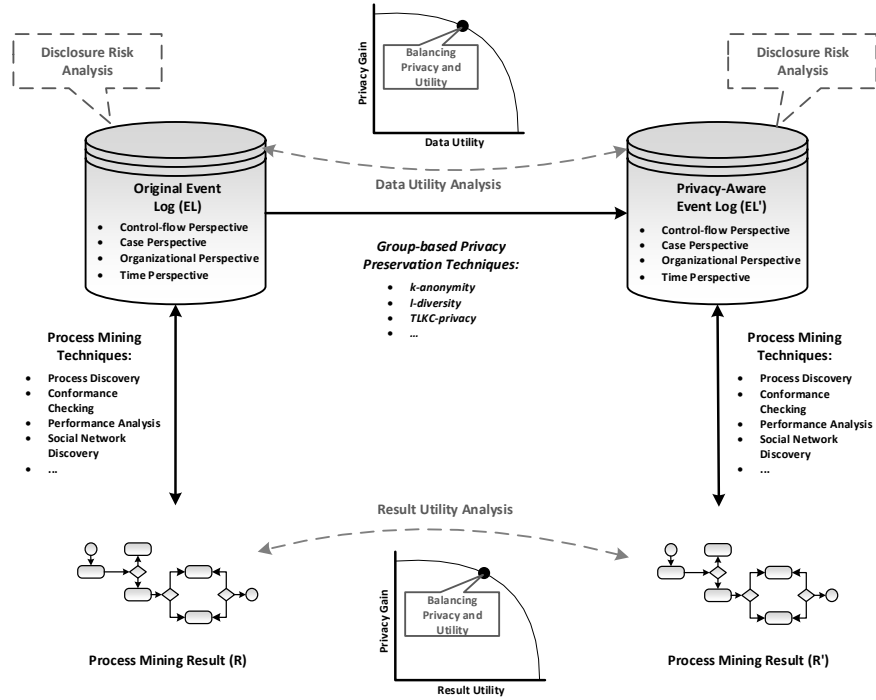 Disclosure Risk
Analysis
Privacy Gain
Balancing
Privacy and
Utility
Data Utility
Disclosure Risk
Analysis
Data Utility Analysis
Original Event
Log (EL)
• Control-flow Perspective
• Case Perspective
• Organizational Perspective
• Time Perspective
Group-based Privacy
Preservation Techniques:
• k-anonymity
• l-diversity
• TLKC-privacy
• ...
Privacy-Aware
Event Log (EL')
• Control-flow Perspective
• Case Perspective
• Organizational Perspective
• Time Perspective
Process Mining
Techniques:
• Process Discovery
• Conformance
Checking
• Performance Analysis
• Social Network
Discovery
• ...
Process Mining
Techniques:
• Process Discovery
• Conformance
Checking
• Performance Analysis
• Social Network
Discovery
• ...
Result Utility Analysis
Privacy Gain
Balancing
Privacy and
Utility
Result Utility
Process Mining Result (R)
Process Mining Result (R')